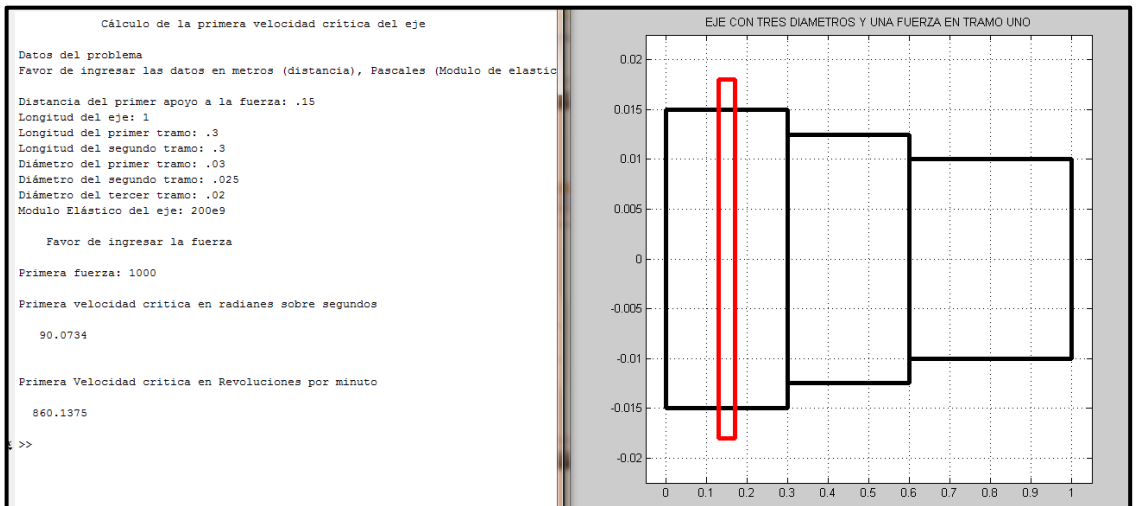 Cálculo de la primera velocidad crítica del eje
Datos del problema
Favor de ingresar las datos en metros (distancia), Pascales (Modulo de elastic
Distancia del primer apoyo a la fuerza: .15
Longitud del eje: 1
Longitud del primer tramo: .3
Longitud del segundo tramo: .3
Diámetro del primer tramo: .03
Diámetro del segundo tramo: .025
Diámetro del tercer tramo: .02
Modulo Elástico del eje: 200e9
Favor de ingresar la fuerza
Primera fuerza: 1000
Primera velocidad critica en radianes sobre segundos
90.0734
Primera Velocidad critica en Revoluciones por minuto
860.1375
>>
EJE CON TRES DIAMETROS Y UNA FUERZA EN TRAMO UNO
0.02
0.015
0.01
0.005
0
-0.005
-0.01
-0.015
-0.02
0 0.1 0.2 0.3 0.4 0.5 0.6 0.7 0.8 0.9 1